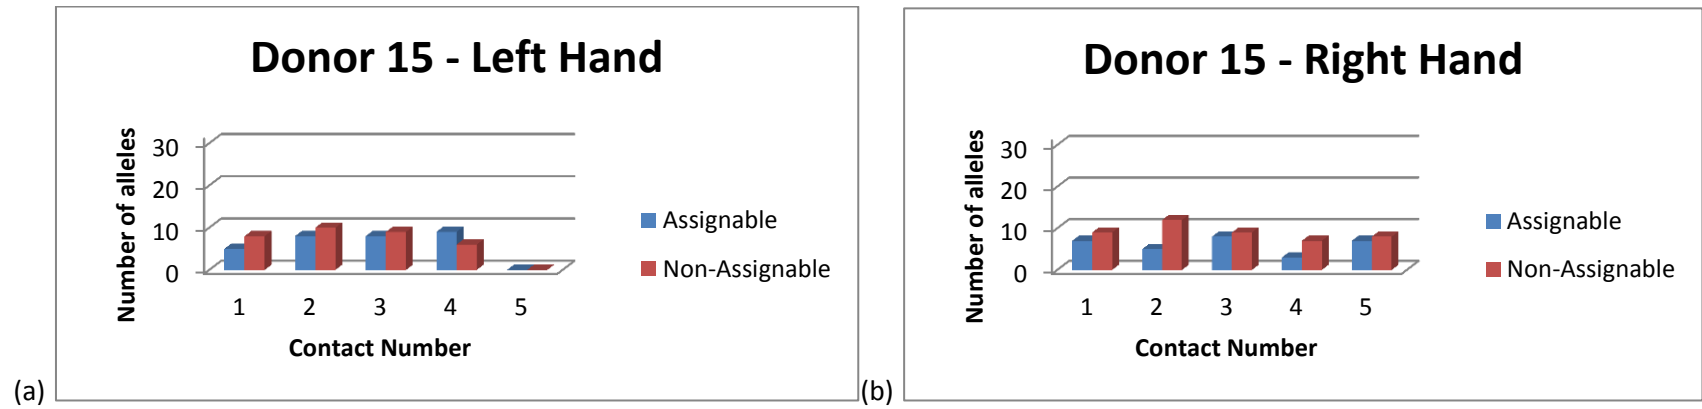 Donor 15 - Left Hand
Number of alleles
30
20
10
0
1 2 3 4 5
Contact Number
Assignable
Non-Assignable
(a)
Donor 15 - Right Hand
Number of alleles
30
20
10
0
1 2 3 4 5
Contact Number
Assignable
Non-Assignable
(b)